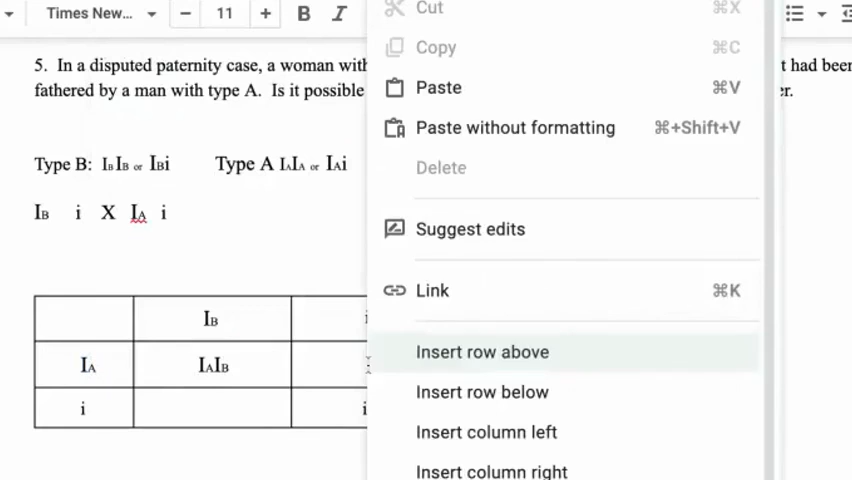 Times New... − 11 + B I
Cut ⌘X
Copy ⌘C
Paste ⌘V
Paste without formatting ⌘+Shift+V
Delete
Suggest edits
Link ⌘K
Insert row above
Insert row below
Insert column left
Insert column right
5. In a disputed paternity case, a woman with t had been
fathered by a man with type A. Is it possible er.
Type B: IBIB or IBi Type A IAIA or IAi
IB i X IA i
IB i
IA IAIB
i i